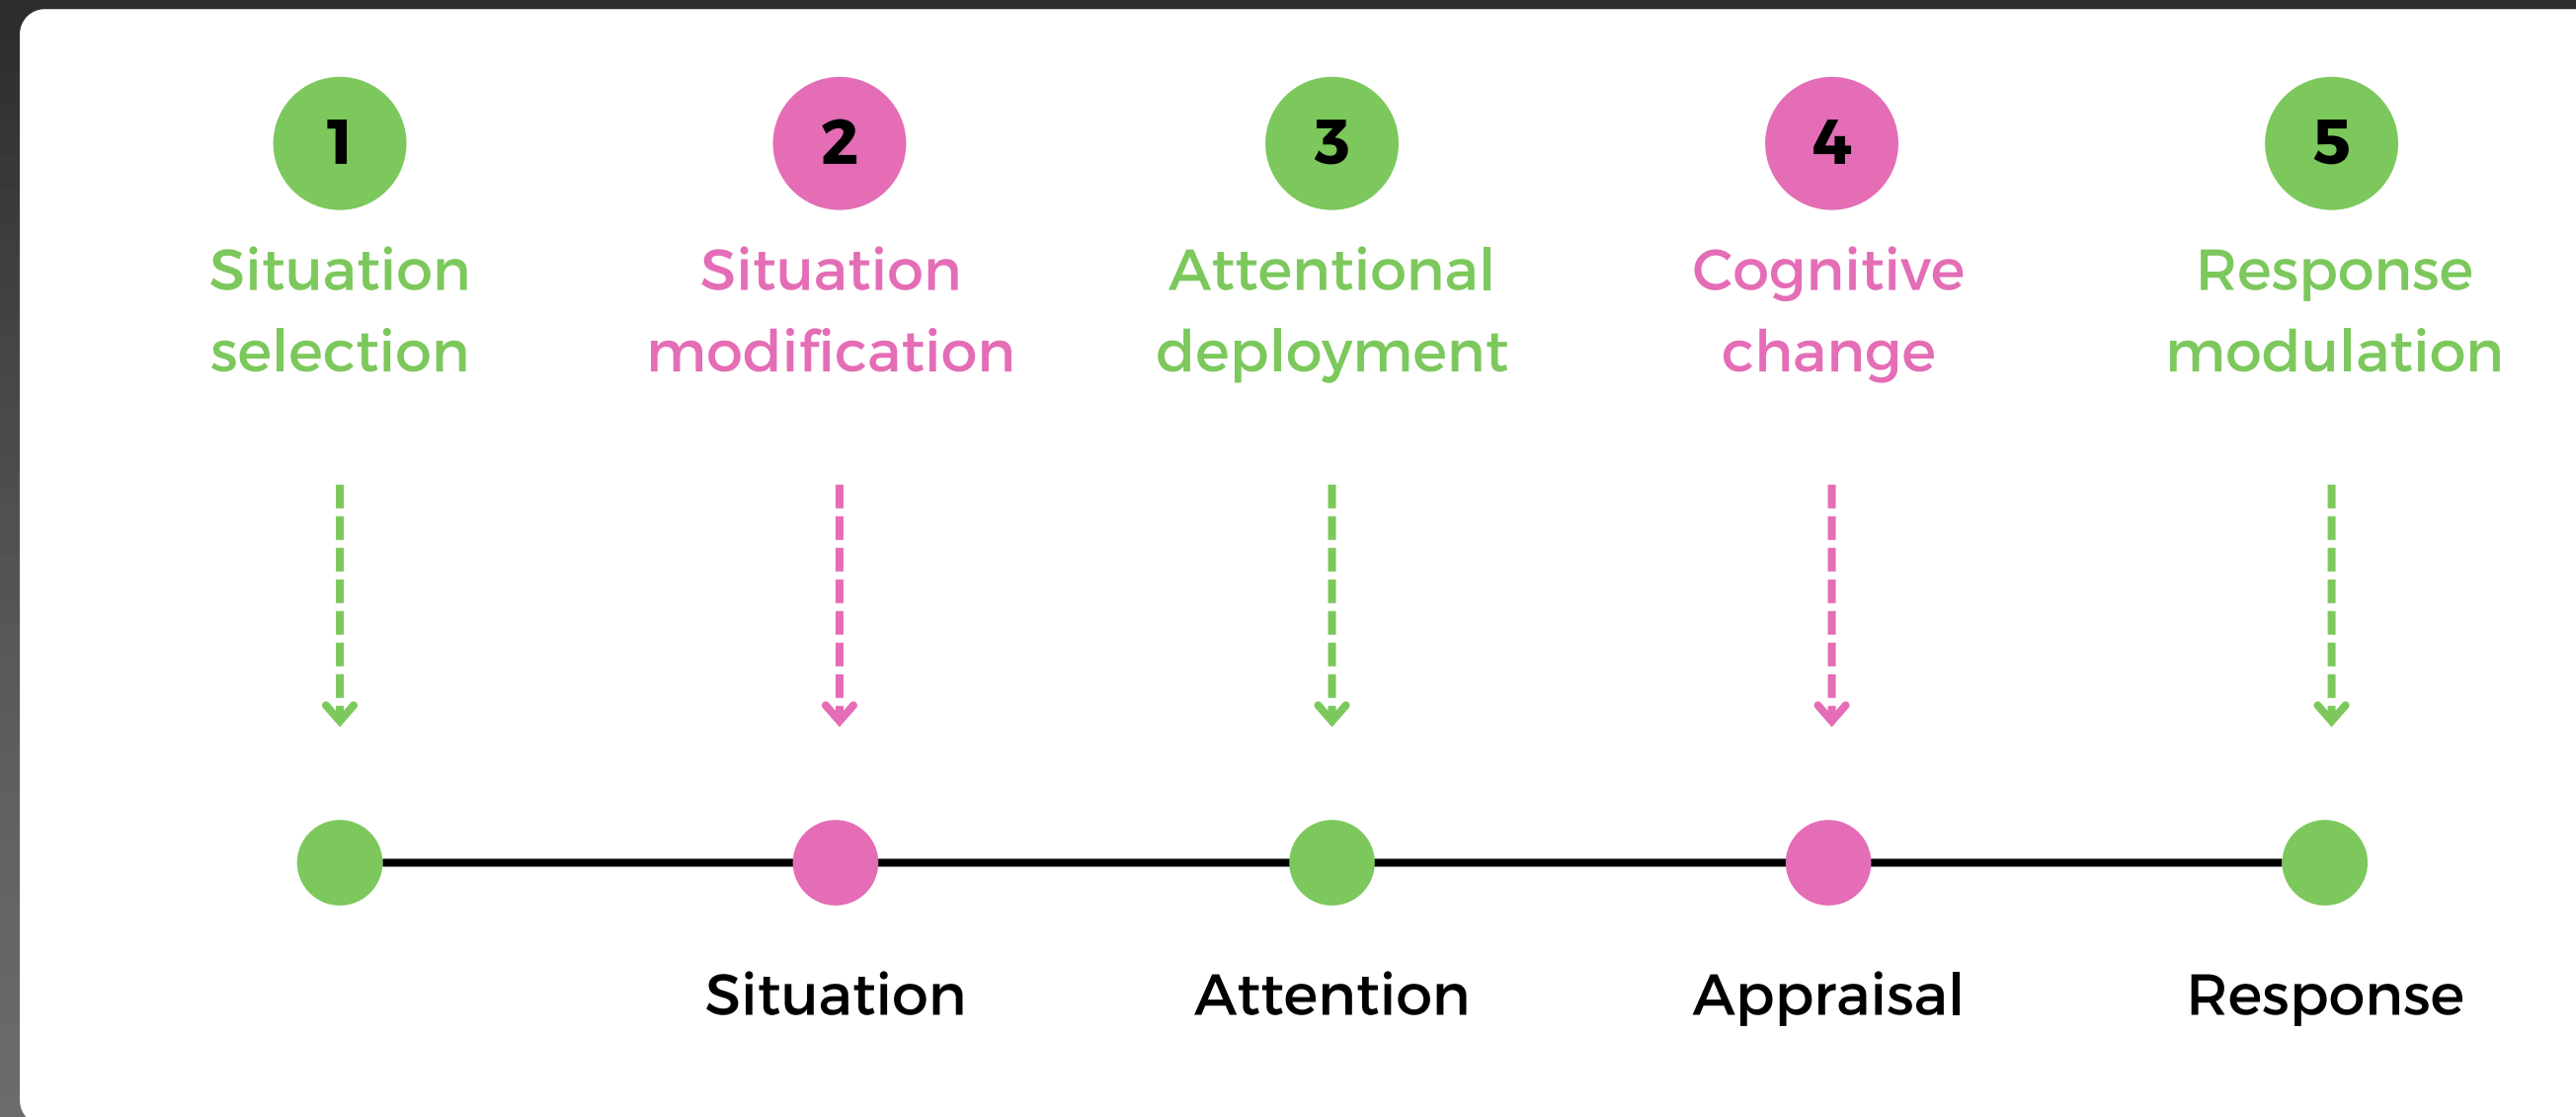 1
Situation
selection
2
Situation
modification
3
Attentional
deployment
4
Cognitive
change
5
Response
modulation
Situation
Attention
Appraisal
Response